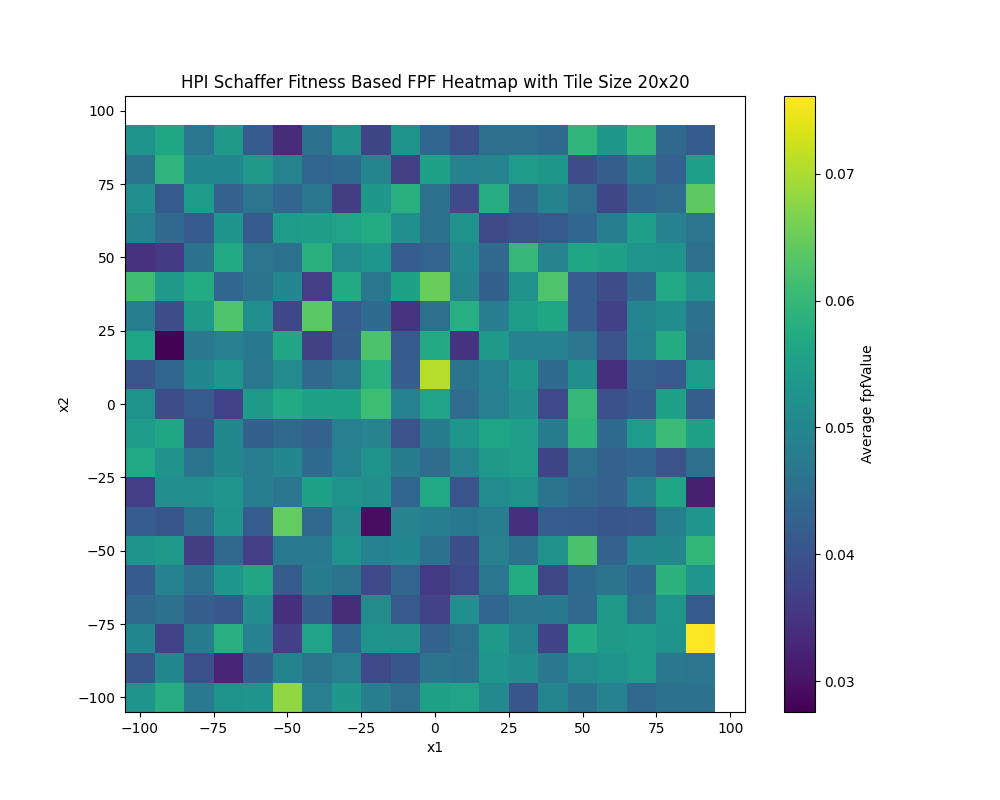 HPI Schaffer Fitness Based FPF Heatmap with Tile Size 20x20
100
75
50
25
0
−25
−50
−75
−100
x2
−100 −75 −50 −25 0 25 50 75 100
x1
0.07
0.06
0.05
0.04
0.03
Average fpfValue